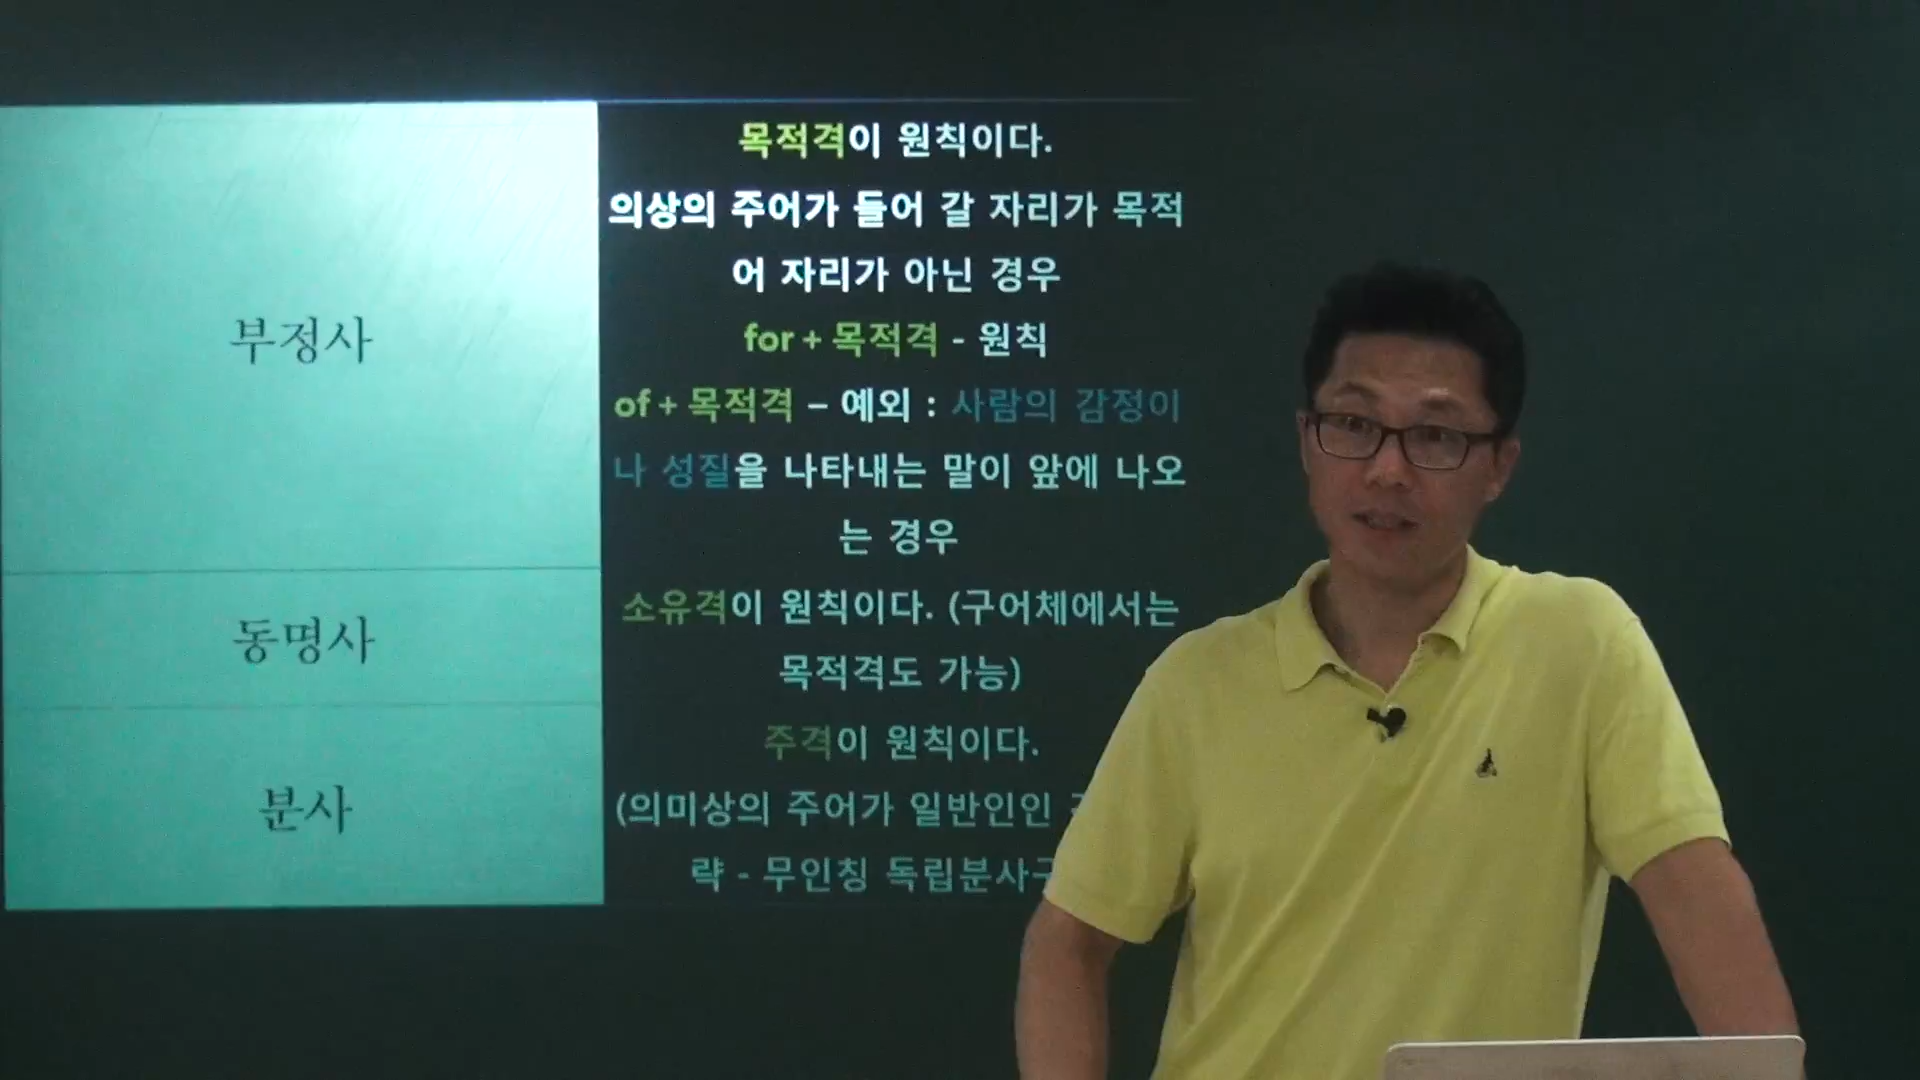 부정사
목적격이 원칙이다.
의상의 주어가 들어 갈 자리가 목적
어 자리가 아닌 경우
for + 목적격 - 원칙
of + 목적격 – 예외 : 사람의 감정이
나 성질을 나타내는 말이 앞에 나오
는 경우
동명사
소유격이 원칙이다. (구어체에서는
목적격도 가능)
분사
주격이 원칙이다.
(의미상의 주어가 일반인인
략 - 무인칭 독립분사